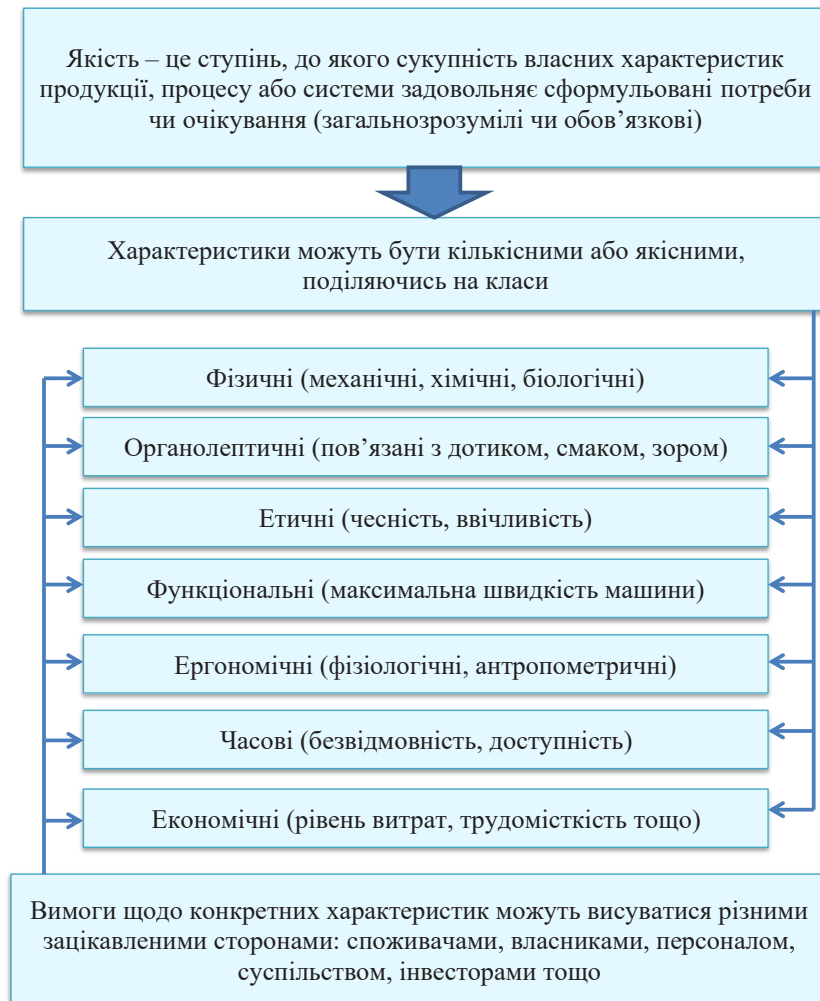 Якість – це ступінь, до якого сукупність власних характеристик
продукції, процесу або системи задовольняє сформульовані потреби
чи очікування (загальнозрозумілі чи обов’язкові)
Характеристики можуть бути кількісними або якісними,
поділяючись на класи
Фізичні (механічні, хімічні, біологічні)
Органолептичні (пов’язані з дотиком, смаком, зором)
Етичні (чесність, ввічливість)
Функціональні (максимальна швидкість машини)
Ергономічні (фізіологічні, антропометричні)
Часові (безвідмовність, доступність)
Економічні (рівень витрат, трудомісткість тощо)
Вимоги щодо конкретних характеристик можуть висуватися різними
зацікавленими сторонами: споживачами, власниками, персоналом,
суспільством, інвесторами тощо